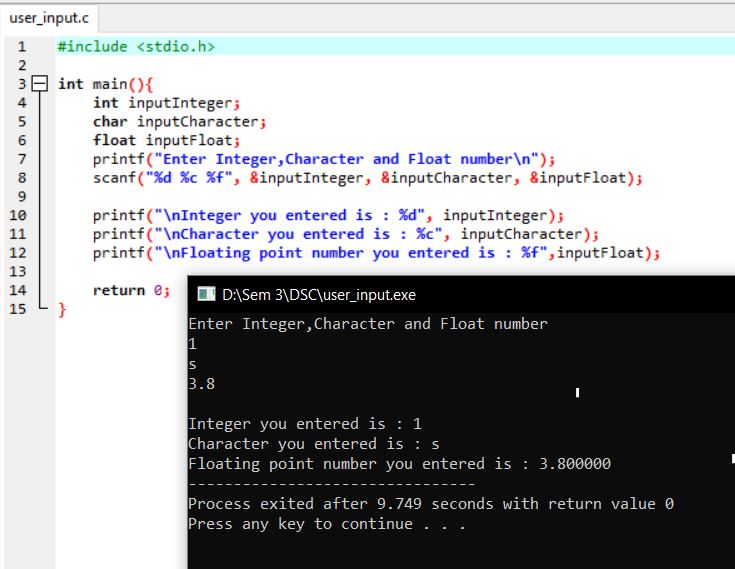 user_input.c
1 #include <stdio.h>
2
3 int main(){
4 int inputInteger;
5 char inputCharacter;
6 float inputFloat;
7 printf("Enter Integer,Character and Float number\n");
8 scanf("%d %c %f", &inputInteger, &inputCharacter, &inputFloat);
9
10 printf("\nInteger you entered is : %d", inputInteger);
11 printf("\nCharacter you entered is : %c", inputCharacter);
12 printf("\nFloating point number you entered is : %f",inputFloat);
13
14 return 0;
15 }
D:\Sem 3\DSC\user_input.exe
Enter Integer,Character and Float number
1
s
3.8
Integer you entered is : 1
Character you entered is : s
Floating point number you entered is : 3.800000
--------------------------------
Process exited after 9.749 seconds with return value 0
Press any key to continue . . .